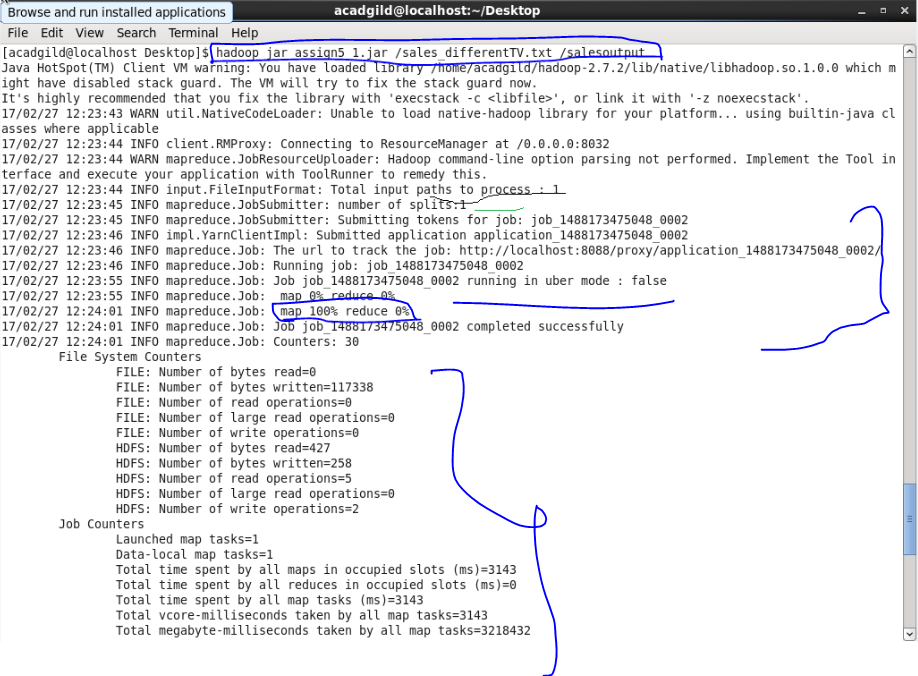 Browse and run installed applications
acadgild@localhost:~/Desktop
File Edit View Search Terminal Help
[acadgild@localhost Desktop]$ hadoop jar assign5_1.jar /sales_differentTV.txt /salesoutput
Java HotSpot(TM) Client VM warning: You have loaded library /home/acadgild/hadoop-2.7.2/lib/native/libhadoop.so.1.0.0 which m
ight have disabled stack guard. The VM will try to fix the stack guard now.
It's highly recommended that you fix the library with 'execstack -c <libfile>', or link it with '-z noexecstack'.
17/02/27 12:23:43 WARN util.NativeCodeLoader: Unable to load native-hadoop library for your platform... using builtin-java cl
asses where applicable
17/02/27 12:23:44 INFO client.RMProxy: Connecting to ResourceManager at /0.0.0.0:8032
17/02/27 12:23:44 WARN mapreduce.JobResourceUploader: Hadoop command-line option parsing not performed. Implement the Tool in
terface and execute your application with ToolRunner to remedy this.
17/02/27 12:23:44 INFO input.FileInputFormat: Total input paths to process : 1
17/02/27 12:23:45 INFO mapreduce.JobSubmitter: number of splits:1
17/02/27 12:23:45 INFO mapreduce.JobSubmitter: Submitting tokens for job: job_1488173475048_0002
17/02/27 12:23:46 INFO impl.YarnClientImpl: Submitted application application_1488173475048_0002
17/02/27 12:23:46 INFO mapreduce.Job: The url to track the job: http://localhost:8088/proxy/application_1488173475048_0002/
17/02/27 12:23:46 INFO mapreduce.Job: Running job: job_1488173475048_0002
17/02/27 12:23:55 INFO mapreduce.Job: Job job_1488173475048_0002 running in uber mode : false
17/02/27 12:23:55 INFO mapreduce.Job:  map 0% reduce 0%
17/02/27 12:24:01 INFO mapreduce.Job:  map 100% reduce 0%
17/02/27 12:24:01 INFO mapreduce.Job: Job job_1488173475048_0002 completed successfully
17/02/27 12:24:01 INFO mapreduce.Job: Counters: 30
File System Counters
FILE: Number of bytes read=0
FILE: Number of bytes written=117338
FILE: Number of read operations=0
FILE: Number of large read operations=0
FILE: Number of write operations=0
HDFS: Number of bytes read=427
HDFS: Number of bytes written=258
HDFS: Number of read operations=5
HDFS: Number of large read operations=0
HDFS: Number of write operations=2
Job Counters
Launched map tasks=1
Data-local map tasks=1
Total time spent by all maps in occupied slots (ms)=3143
Total time spent by all reduces in occupied slots (ms)=0
Total time spent by all map tasks (ms)=3143
Total vcore-milliseconds taken by all map tasks=3143
Total megabyte-milliseconds taken by all map tasks=3218432